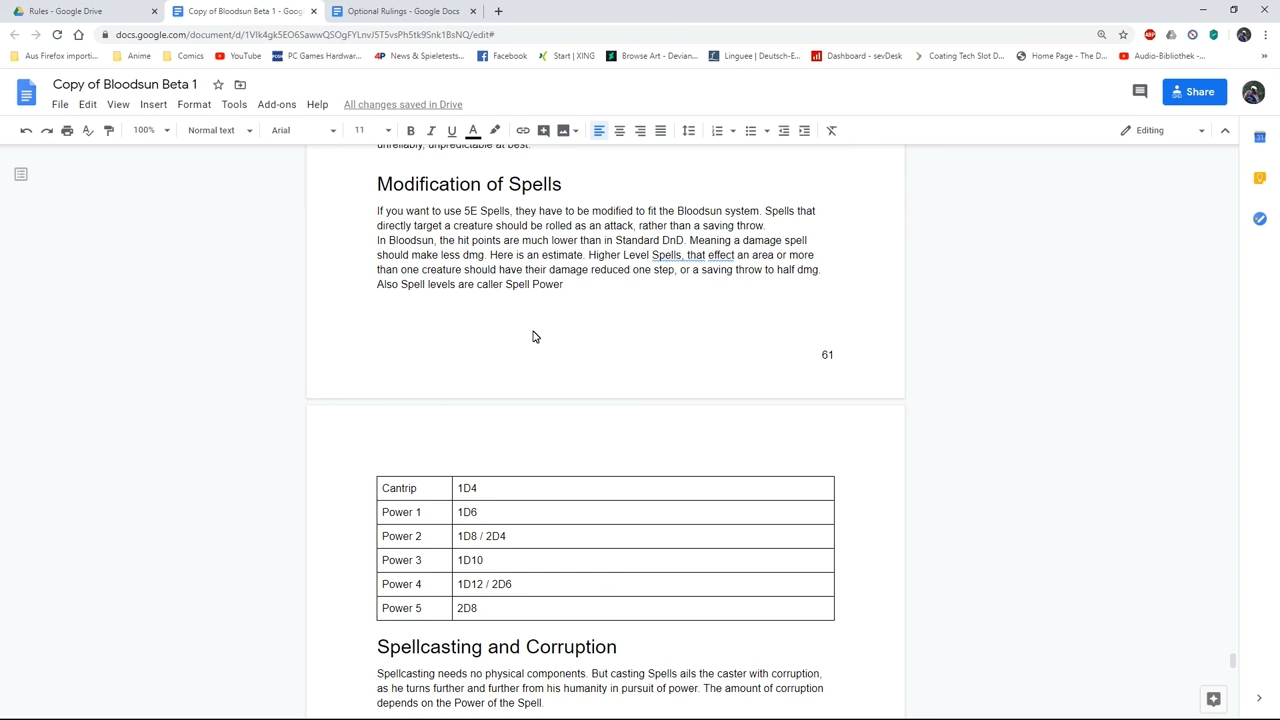 Rules - Google Drive
Copy of Bloodsun Beta 1 - Goog
Optional Rulings - Google Docs
docs.google.com/document/d/1VIk4gk5EO6SawwQSOgFYLnvJ5T5vsPh5tk9Snk1BsNQ/edit#
Aus Firefox importi...
Anime
Comics
YouTube
PC Games Hardwar...
News & Spieletests...
Facebook
Start | XING
Browse Art - Devian...
Linguee | Deutsch-E...
Dashboard - sevDesk
Coating Tech Slot D...
Home Page - The D...
Audio-Bibliothek -...
Copy of Bloodsun Beta 1
File Edit View Insert Format Tools Add-ons Help All changes saved in Drive
Share
100% Normal text Arial 11 Editing
unreliably, unpredictable at best.
Modification of Spells
If you want to use 5E Spells, they have to be modified to fit the Bloodsun system. Spells that
directly target a creature should be rolled as an attack, rather than a saving throw.
In Bloodsun, the hit points are much lower than in Standard DnD. Meaning a damage spell
should make less dmg. Here is an estimate. Higher Level Spells, that effect an area or more
than one creature should have their damage reduced one step, or a saving throw to half dmg.
Also Spell levels are caller Spell Power
61
Cantrip 1D4
Power 1 1D6
Power 2 1D8 / 2D4
Power 3 1D10
Power 4 1D12 / 2D6
Power 5 2D8
Spellcasting and Corruption
Spellcasting needs no physical components. But casting Spells ails the caster with corruption,
as he turns further and further from his humanity in pursuit of power. The amount of corruption
depends on the Power of the Spell.